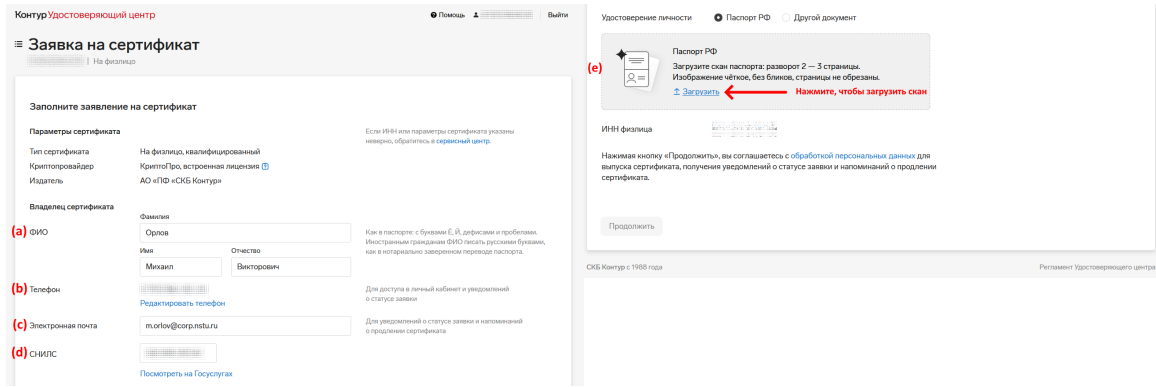 Контур Удостоверяющий центр
Помощь
Выйти
Заявка на сертификат
| На физлицо
Заполните заявление на сертификат
Параметры сертификата
Если ИНН или параметры сертификата указаны
неверно, обратитесь в сервисный центр.
Тип сертификата На физлицо, квалифицированный
Криптопровайдер КриптоПро, встроенная лицензия
Издатель АО «ПФ «СКБ Контур»
Владелец сертификата
Фамилия
(a) ФИО Орлов
Как в паспорте: с буквами Ё, Й, дефисами и пробелами.
Иностранным гражданам ФИО писать русскими буквами,
как в нотариально заверенном переводе паспорта.
Имя Отчество
Михаил Викторович
(b) Телефон
Для доступа в личный кабинет и уведомлений
о статусе заявки
Редактировать телефон
(c) Электронная почта m.orlov@corp.nstu.ru
Для уведомлений о статусе заявки и напоминаний
о продлении сертификата
(d) СНИЛС
Посмотреть на Госуслугах
Удостоверение личности Паспорт РФ Другой документ
(e)
Паспорт РФ
Загрузите скан паспорта: разворот 2 — 3 страницы.
Изображение чёткое, без бликов, страницы не обрезаны.
Загрузить Нажмите, чтобы загрузить скан
ИНН физлица
Нажимая кнопку «Продолжить», вы соглашаетесь с обработкой персональных данных для
выпуска сертификата, получения уведомлений о статусе заявки и напоминаний о продлении
сертификата.
Продолжить
СКБ Контур с 1988 года
Регламент Удостоверяющего центра